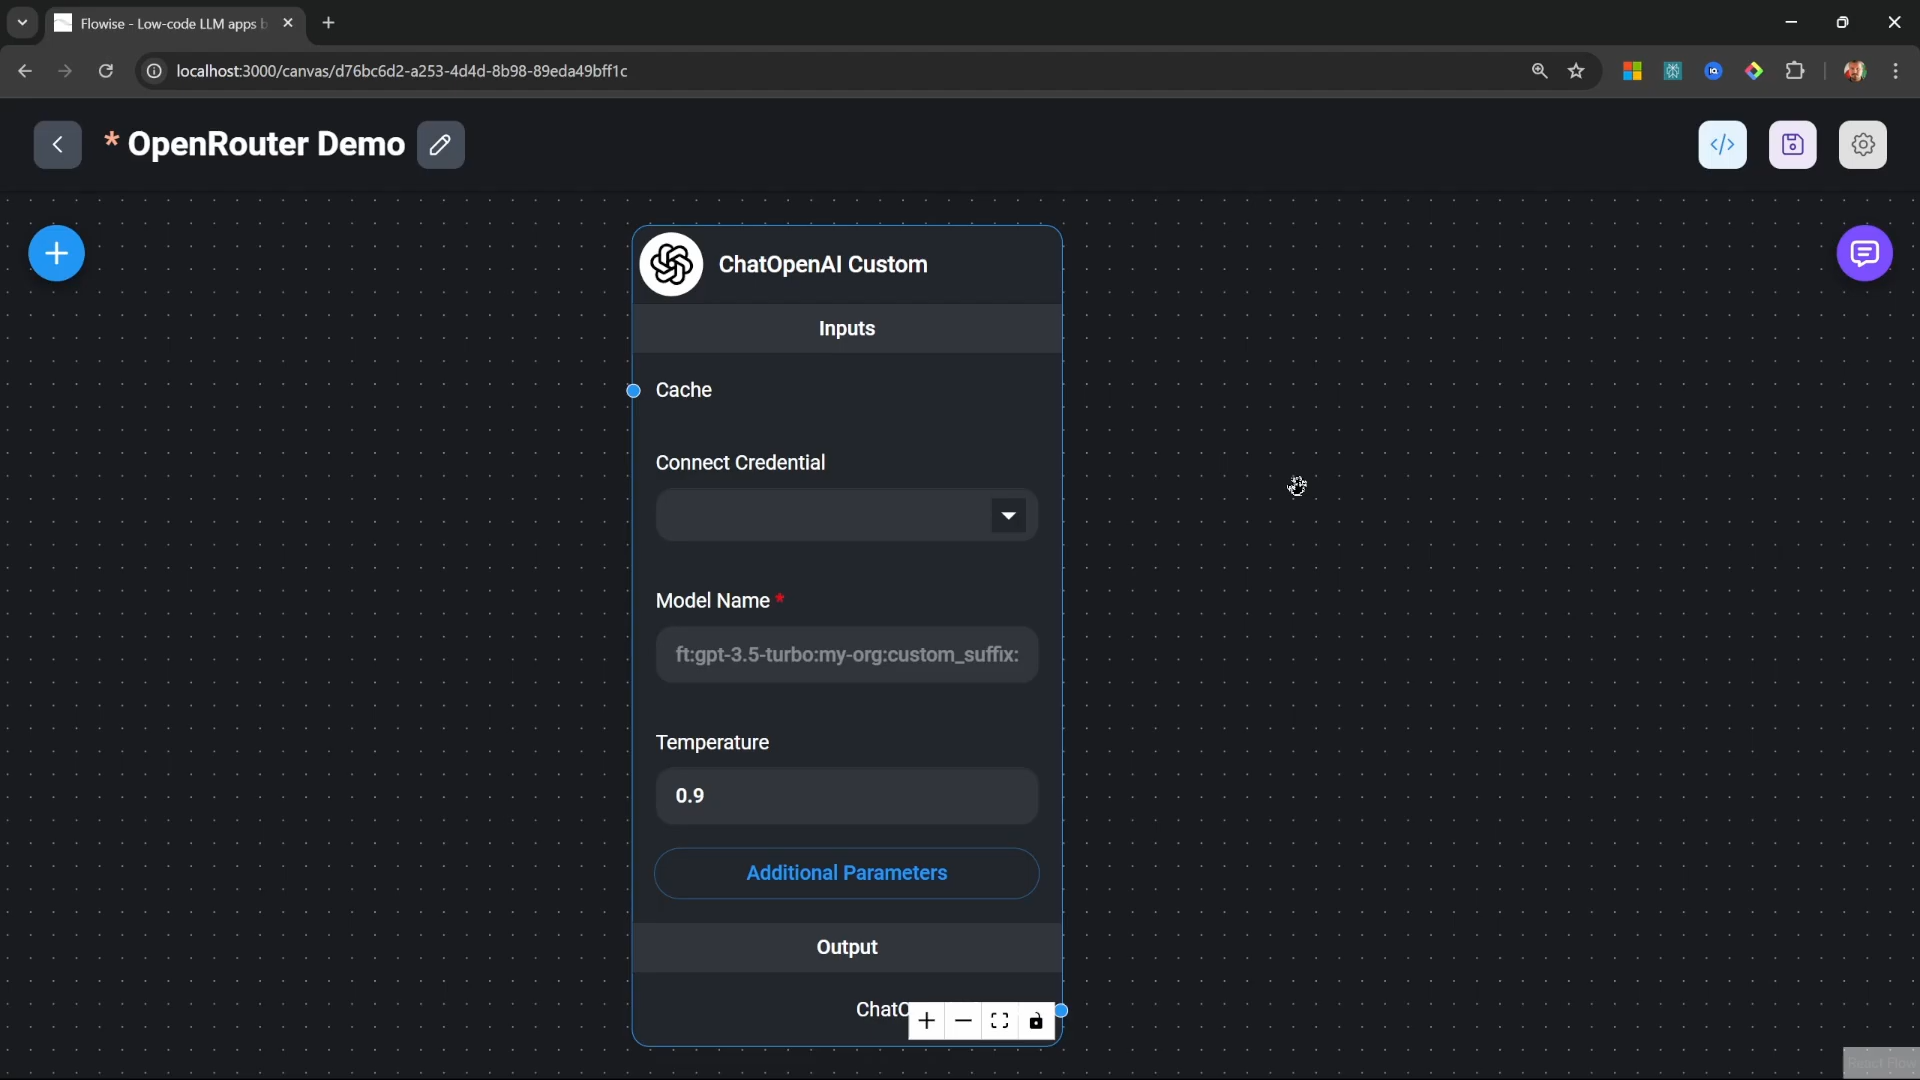 Flowise - Low-code LLM apps b
localhost:3000/canvas/d76bc6d2-a253-4d4d-8b98-89eda49bff1c
* OpenRouter Demo
</>
ChatOpenAI Custom
Inputs
Cache
Connect Credential
Model Name *
ft:gpt-3.5-turbo:my-org:custom_suffix:
Temperature
0.9
Additional Parameters
Output
ChatO
React Flow